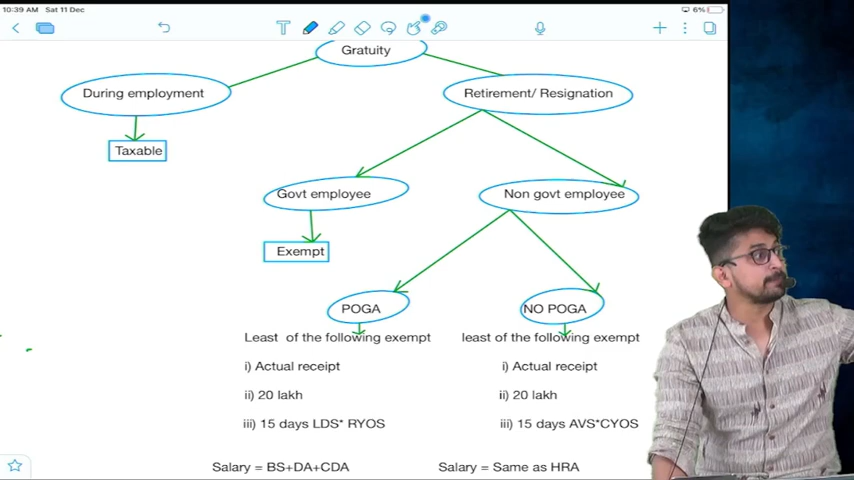 10:39 AM Sat 11 Dec
6%
T
Gratuity
During employment
Retirement/ Resignation
Taxable
Govt employee
Non govt employee
Exempt
POGA
NO POGA
Least of the following exempt
least of the following exempt
i) Actual receipt
i) Actual receipt
ii) 20 lakh
ii) 20 lakh
iii) 15 days LDS* RYOS
iii) 15 days AVS*CYOS
Salary = BS+DA+CDA
Salary = Same as HRA